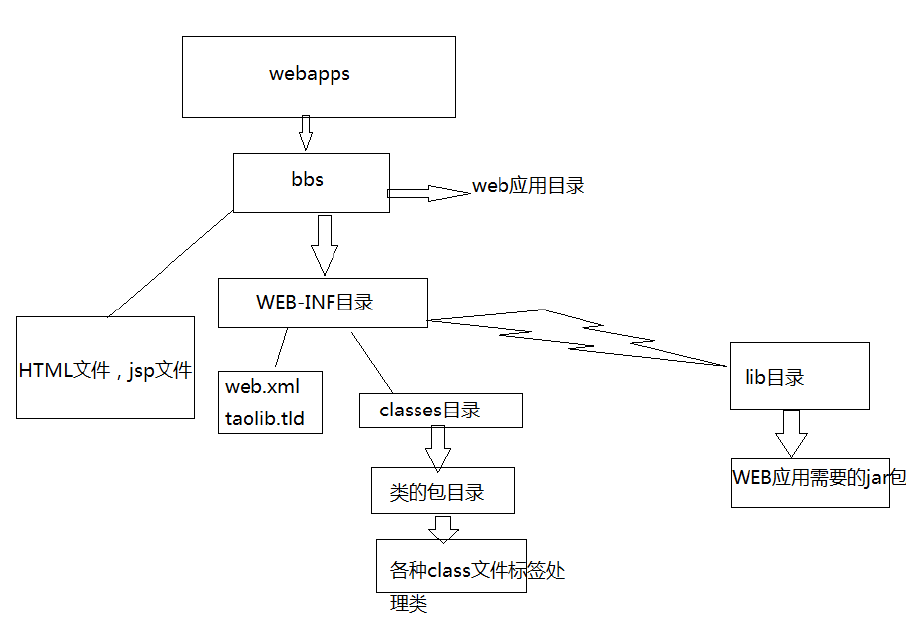 webapps
bbs
web应用目录
WEB-INF目录
HTML文件，jsp文件
web.xml
taolib.tld
classes目录
lib目录
类的包目录
WEB应用需要的jar包
各种class文件标签处
理类